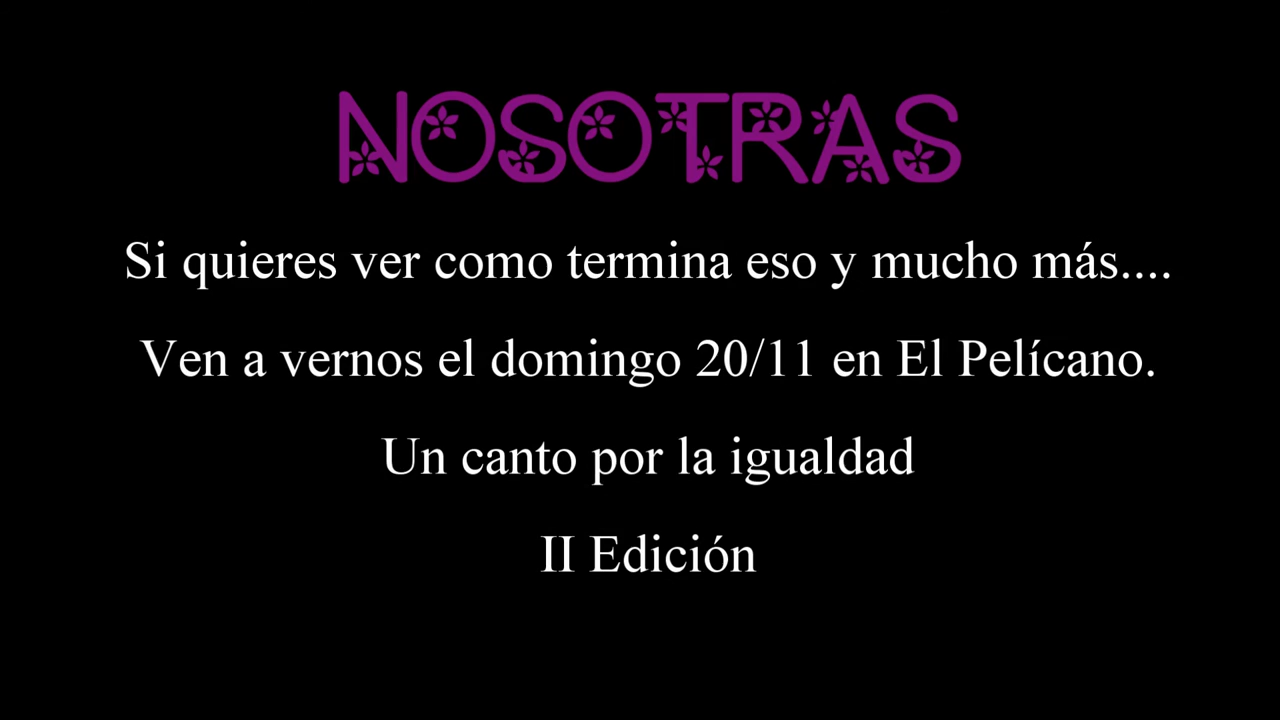 NOSOTRAS
Si quieres ver como termina eso y mucho más....
Ven a vernos el domingo 20/11 en El Pelícano.
Un canto por la igualdad
II Edición